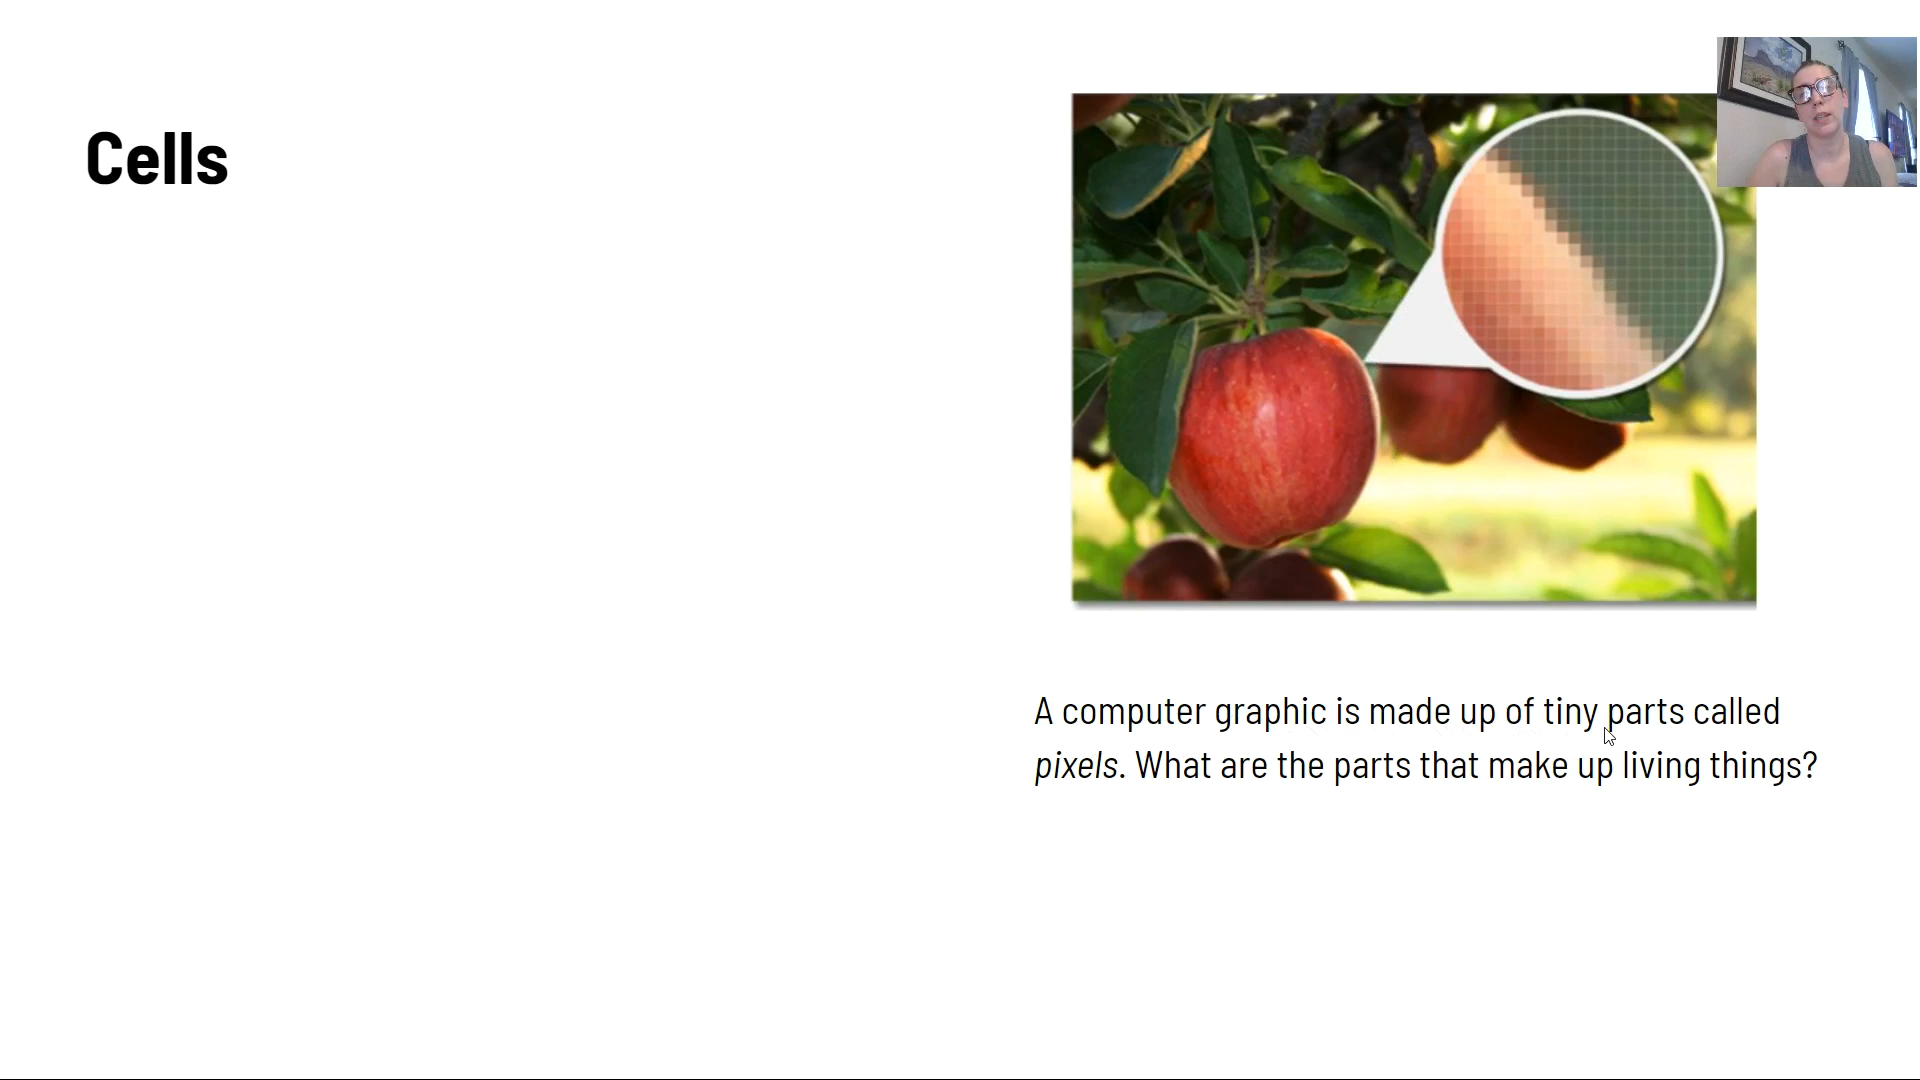 Cells
A computer graphic is made up of tiny parts called
pixels. What are the parts that make up living things?